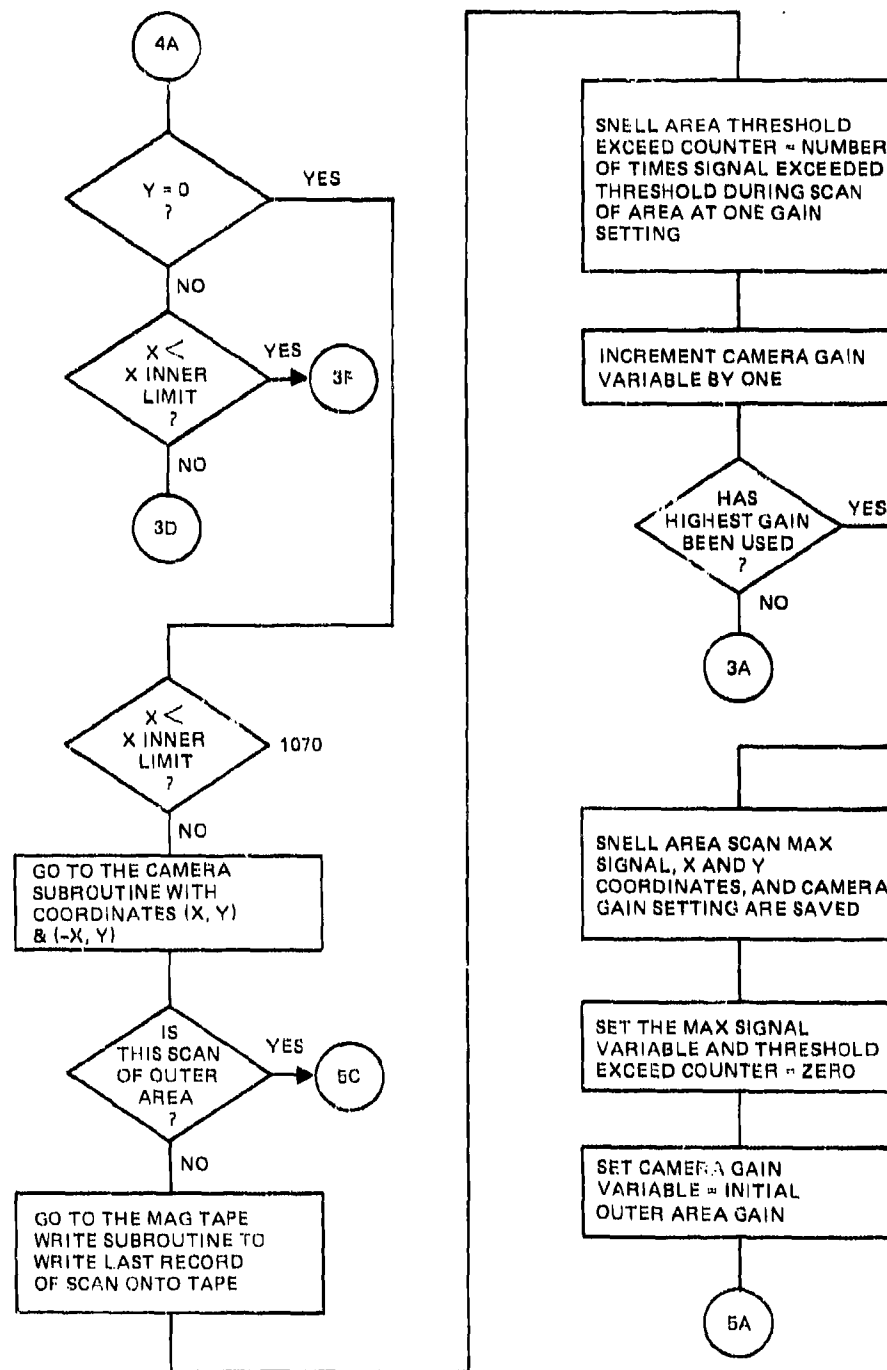 4A
Y = 0
?
YES
NO
X <
X INNER
LIMIT
?
YES
3F
NO
3D
X <
X INNER
LIMIT
?
1070
NO
GO TO THE CAMERA
SUBROUTINE WITH
COORDINATES (X, Y)
& (-X, Y)
IS
THIS SCAN
OF OUTER
AREA
?
YES
5C
NO
GO TO THE MAG TAPE
WRITE SUBROUTINE TO
WRITE LAST RECORD
OF SCAN ONTO TAPE
SNELL AREA THRESHOLD
EXCEED COUNTER = NUMBER
OF TIMES SIGNAL EXCEEDED
THRESHOLD DURING SCAN
OF AREA AT ONE GAIN
SETTING
INCREMENT CAMERA GAIN
VARIABLE BY ONE
HAS
HIGHEST GAIN
BEEN USED
?
YES
NO
3A
SNELL AREA SCAN MAX
SIGNAL, X AND Y
COORDINATES, AND CAMERA
GAIN SETTING ARE SAVED
SET THE MAX SIGNAL
VARIABLE AND THRESHOLD
EXCEED COUNTER = ZERO
SET CAMERA GAIN
VARIABLE = INITIAL
OUTER AREA GAIN
5A